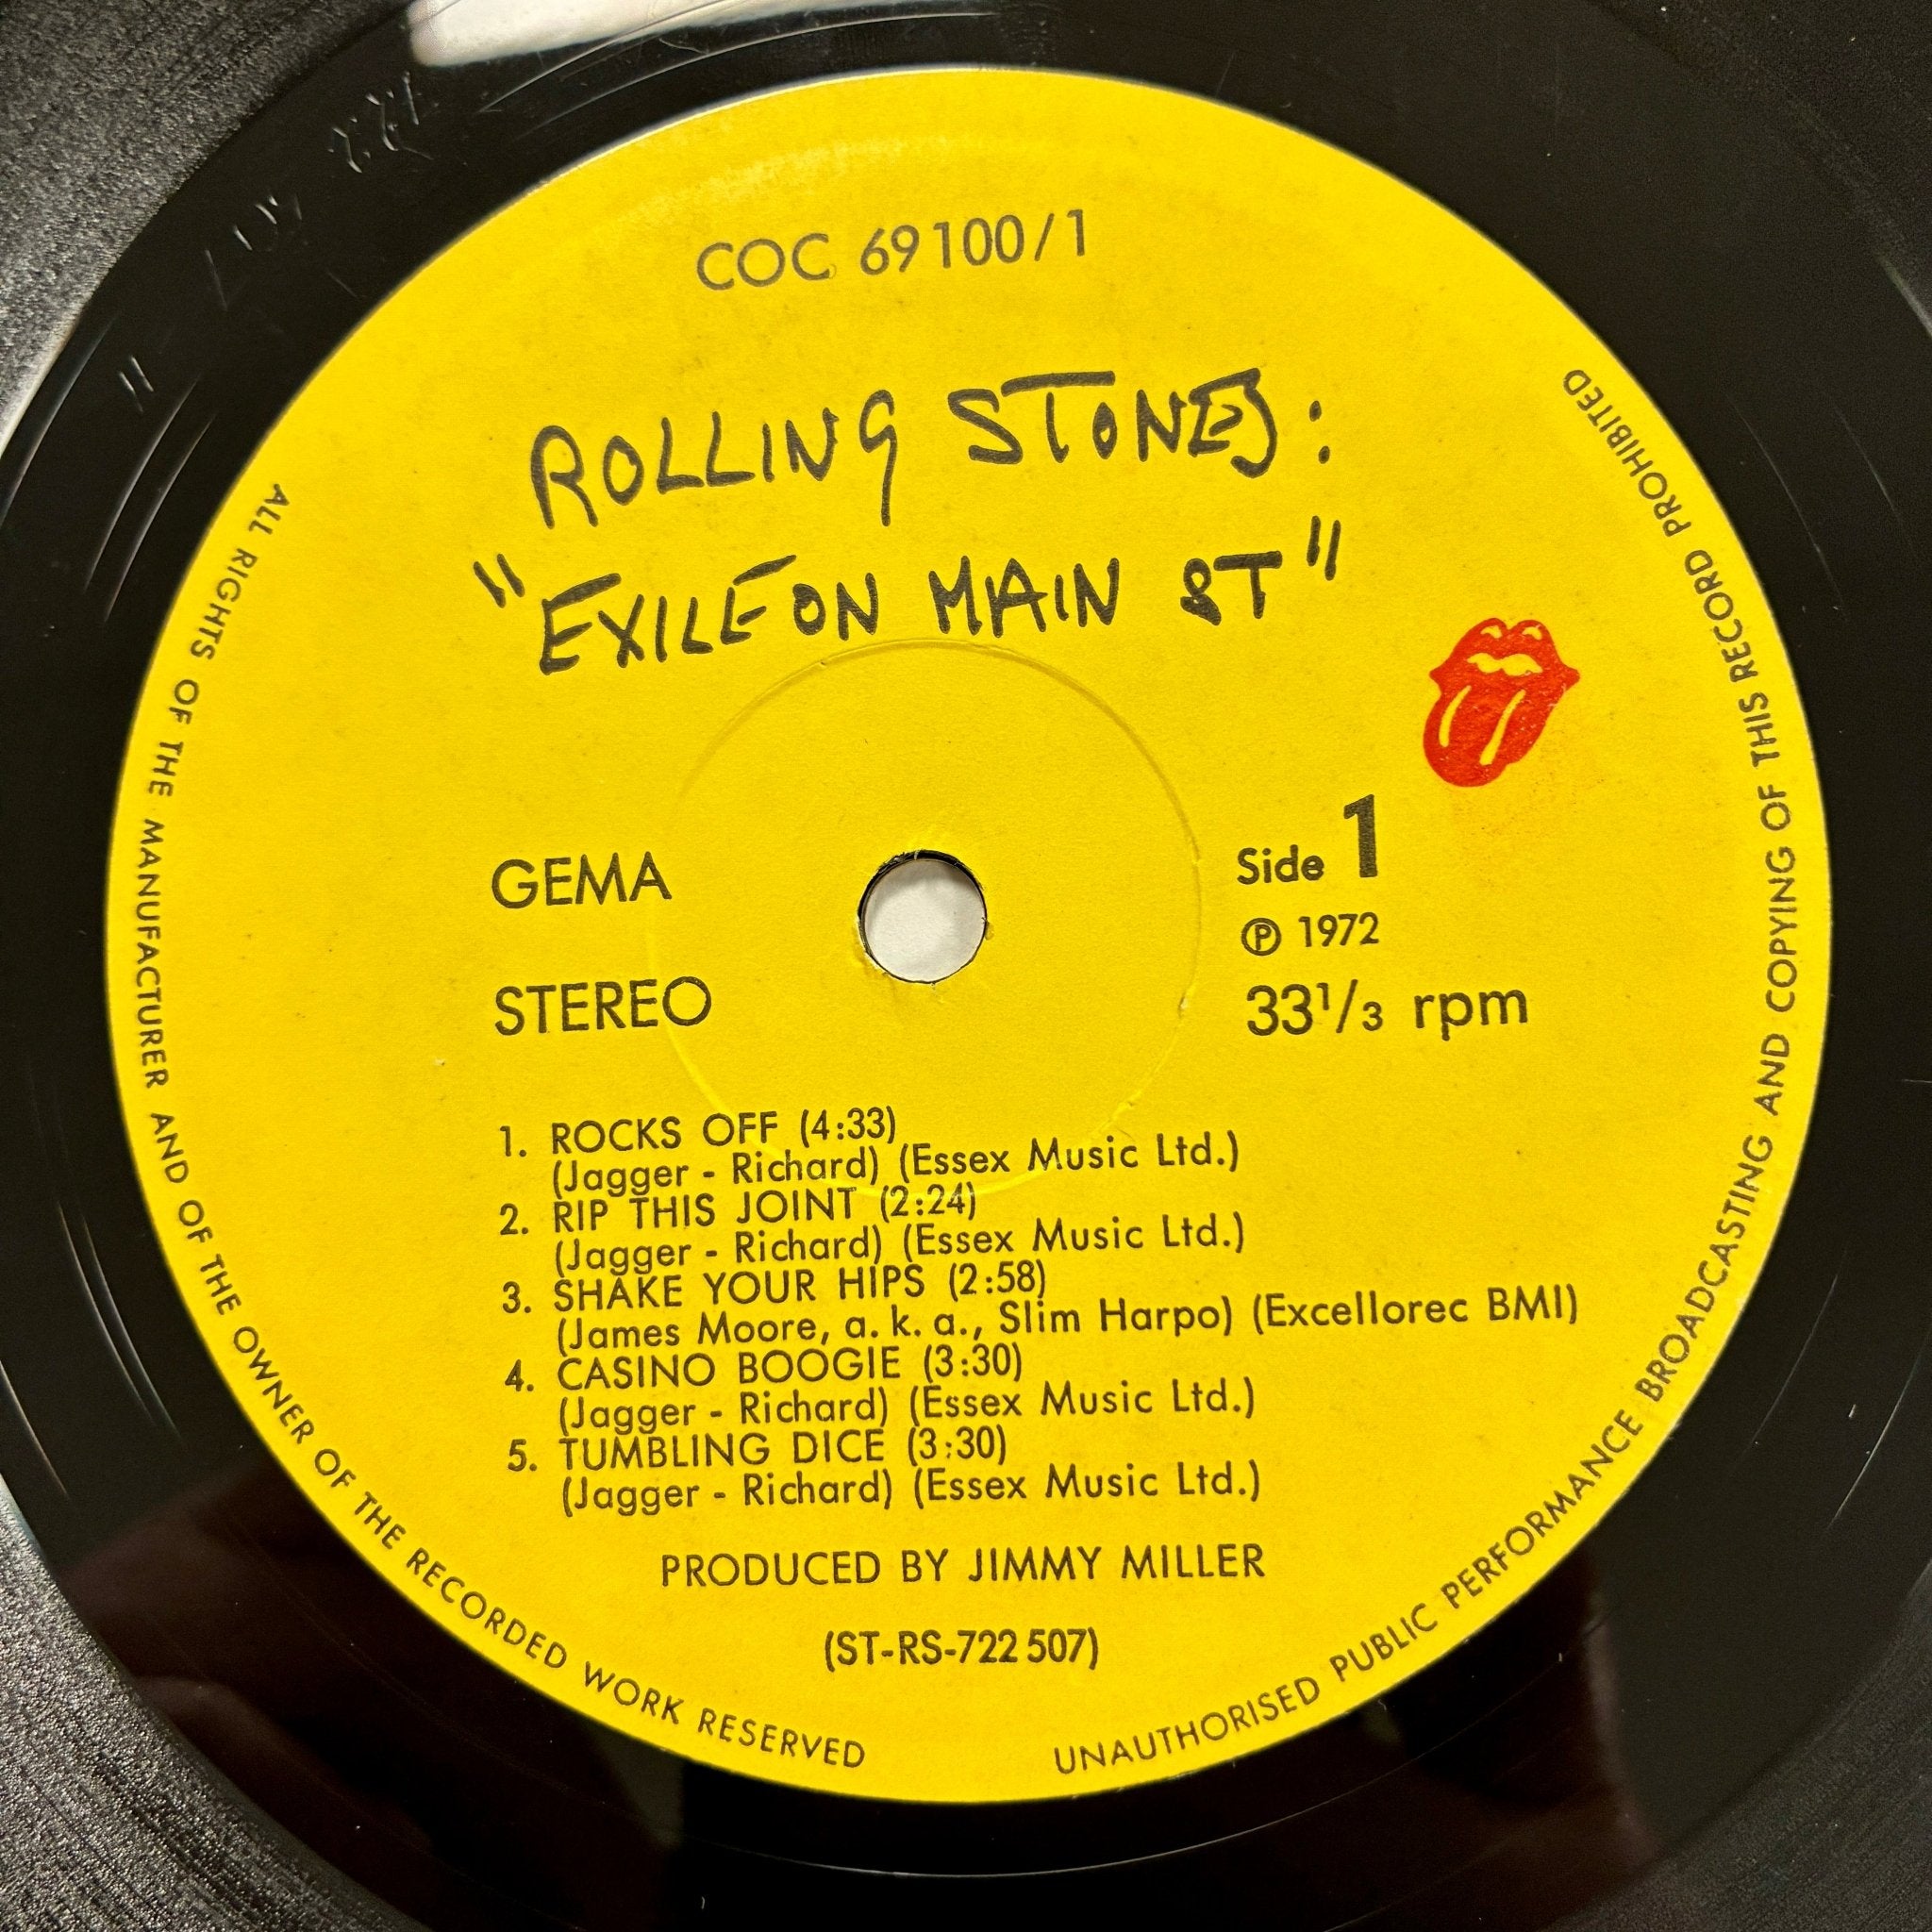 COC 69100/1
ROLLING STONES:
"EXILE ON MAIN ST"
GEMA
Side 1
℗ 1972
STEREO
33 1/3 rpm
1. ROCKS OFF (4:33)
(Jagger - Richard) (Essex Music Ltd.)
2. RIP THIS JOINT (2:24)
(Jagger - Richard) (Essex Music Ltd.)
3. SHAKE YOUR HIPS (2:58)
(James Moore, a. k. a., Slim Harpo) (Excellorec BMI)
4. CASINO BOOGIE (3:30)
(Jagger - Richard) (Essex Music Ltd.)
5. TUMBLING DICE (3:30)
(Jagger - Richard) (Essex Music Ltd.)
PRODUCED BY JIMMY MILLER
(ST-RS-722 507)
ALL RIGHTS OF THE MANUFACTURER AND OF THE OWNER OF THE RECORDED WORK RESERVED
UNAUTHORISED PUBLIC PERFORMANCE BROADCASTING AND COPYING OF THIS RECORD PROHIBITED